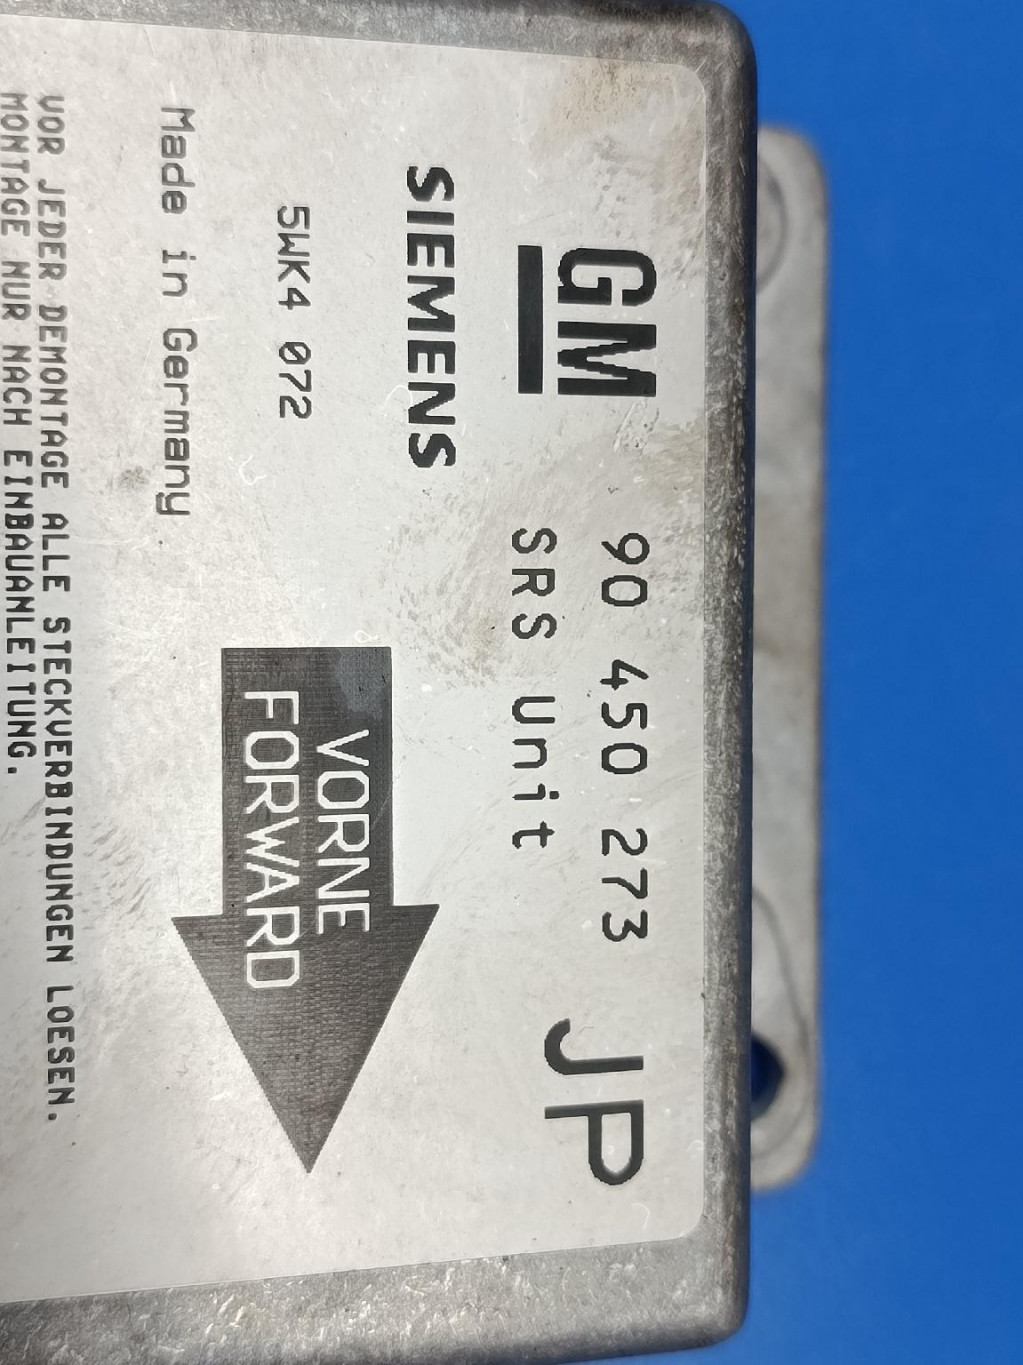 GM 90 450 273 JP
SRS Unit
SIEMENS
5WK4 072
VORNE
FORWARD
Made in Germany
VOR JEDER DEMONTAGE ALLE STECKVERBINDUNGEN LOESEN.
MONTAGE NUR NACH EINBAUANLEITUNG.